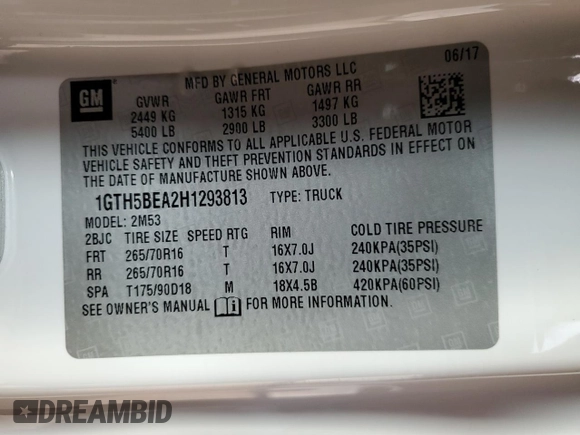 MFD BY GENERAL MOTORS LLC 06/17
GM GVWR GAWR FRT GAWR RR
2449 KG 1315 KG 1497 KG
5400 LB 2900 LB 3300 LB
THIS VEHICLE CONFORMS TO ALL APPLICABLE U.S. FEDERAL MOTOR
VEHICLE SAFETY AND THEFT PREVENTION STANDARDS IN EFFECT ON
THE DATE OF MANUFACTURE SHOWN ABOVE.
1GTH5BEA2H1293813 TYPE: TRUCK
MODEL: 2M53
2BJC TIRE SIZE SPEED RTG RIM COLD TIRE PRESSURE
FRT 265/70R16 T 16X7.0J 240KPA(35PSI)
RR 265/70R16 T 16X7.0J 240KPA(35PSI)
SPA T175/90D18 M 18X4.5B 420KPA(60PSI)
SEE OWNER'S MANUAL FOR MORE INFORMATION.
DREAMBID